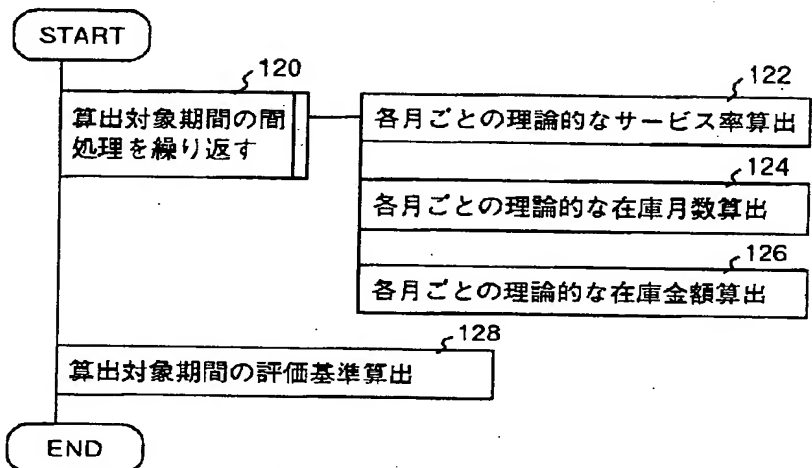 START
120
算出対象期間の間
処理を繰り返す
122
各月ごとの理論的なサービス率算出
124
各月ごとの理論的な在庫月数算出
126
各月ごとの理論的な在庫金額算出
128
算出対象期間の評価基準算出
END